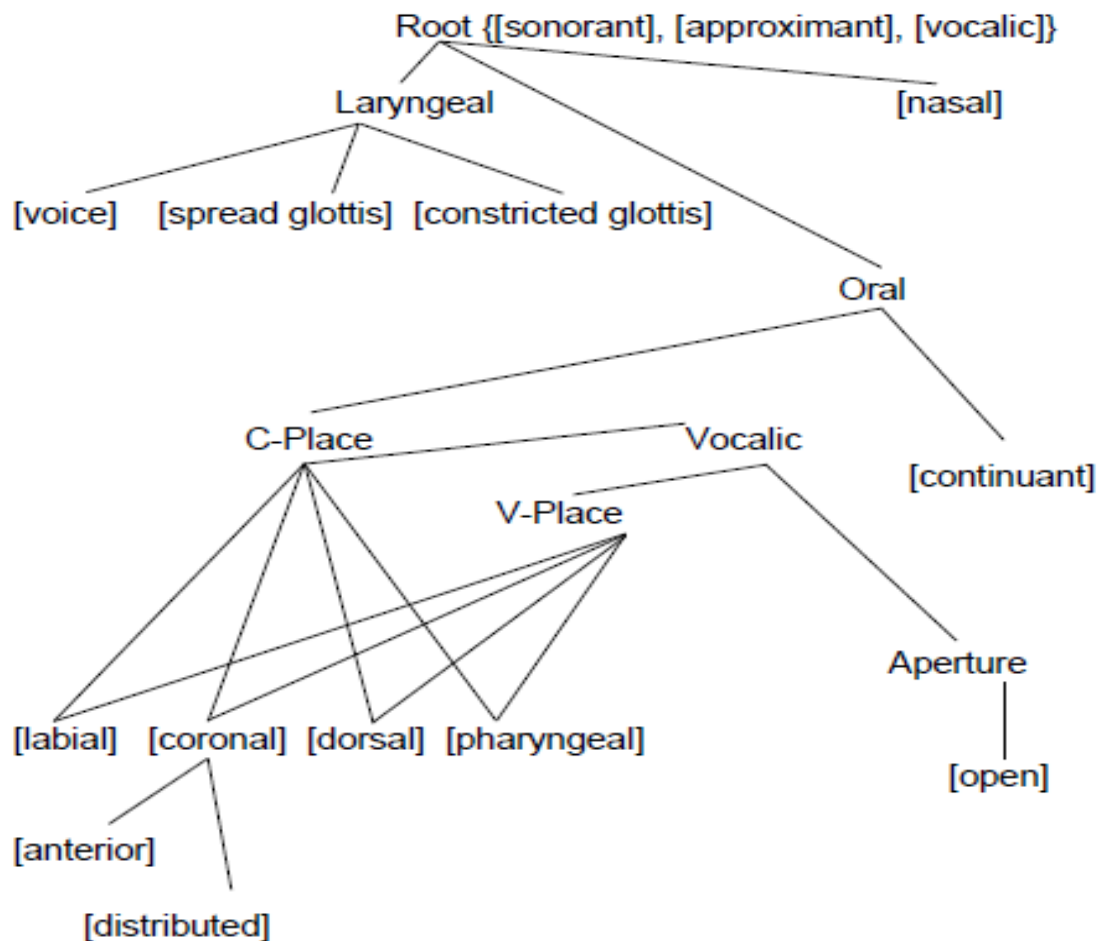 Root {[sonorant], [approximant], [vocalic]}
Laryngeal
[nasal]
[voice] [spread glottis] [constricted glottis]
Oral
C-Place
Vocalic
[continuant]
V-Place
Aperture
[labial] [coronal] [dorsal] [pharyngeal]
[open]
[anterior]
[distributed]